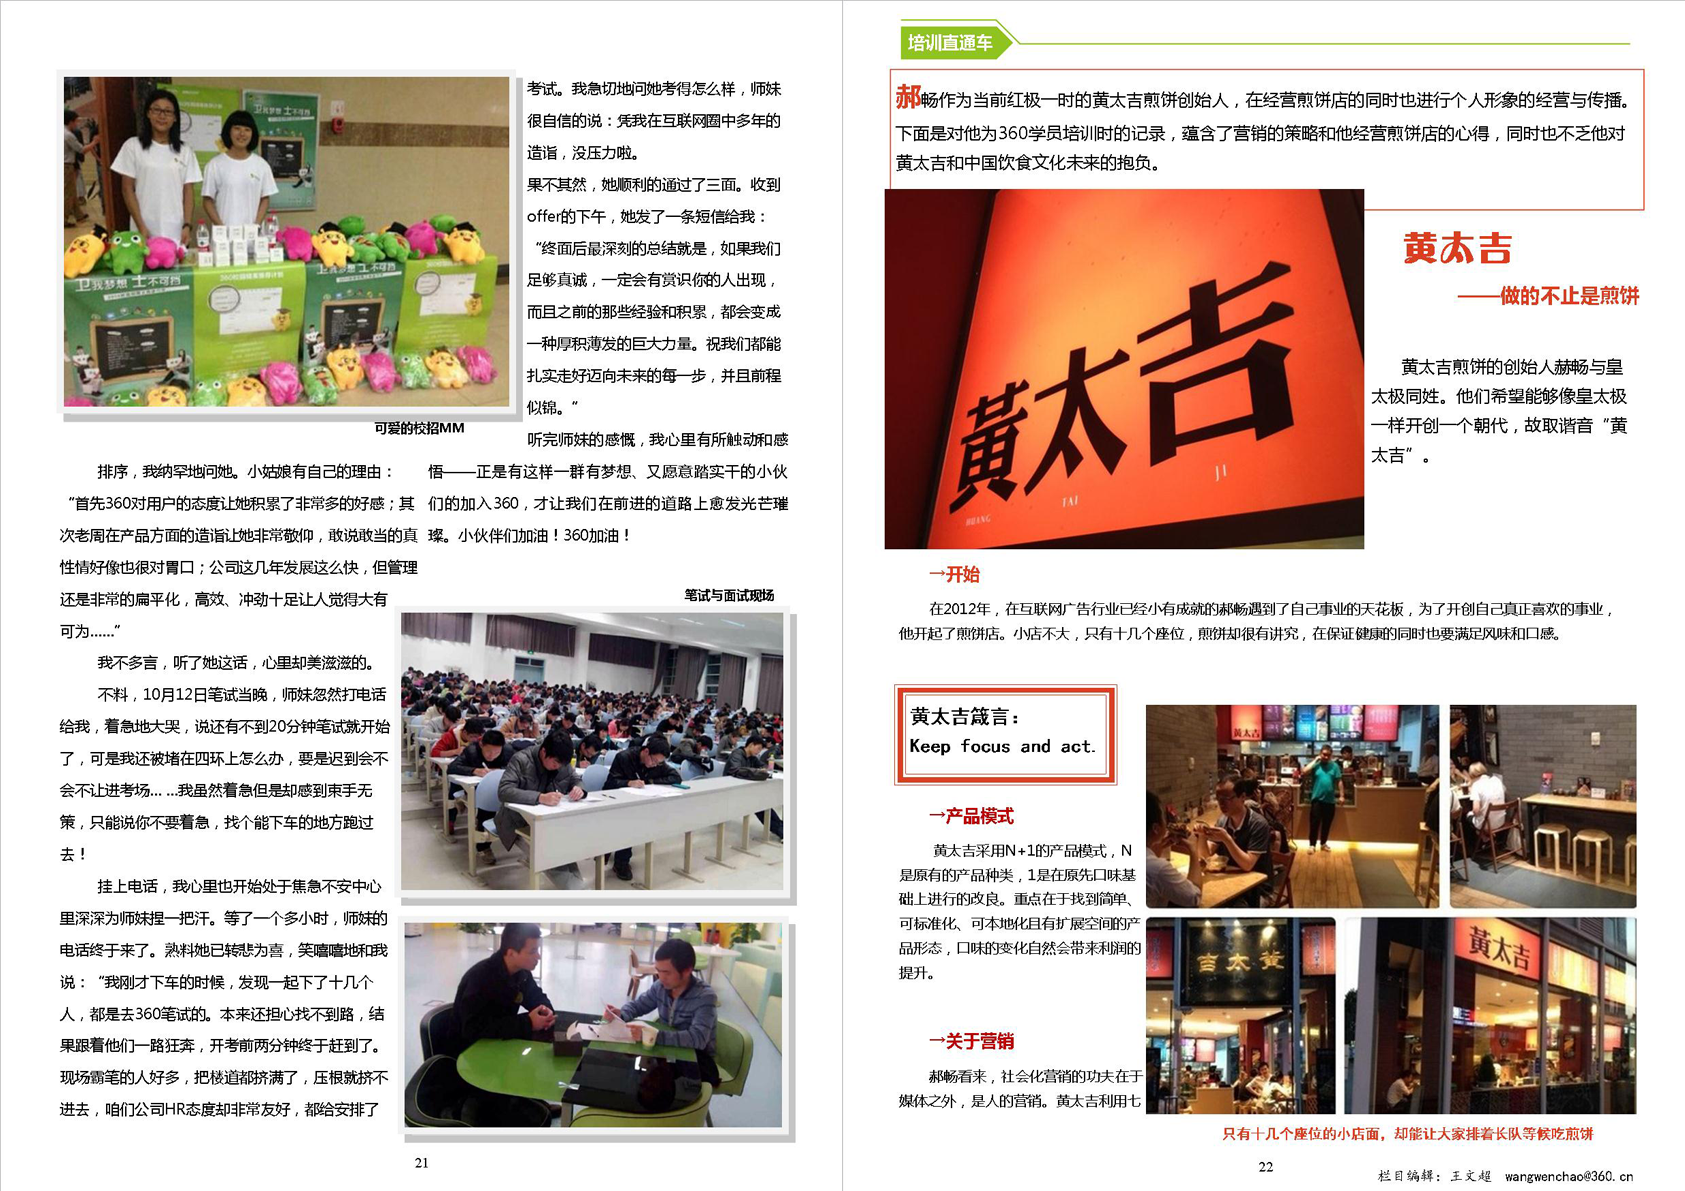 可爱的校招MM
排序，我纳罕地问她。小姑娘有自己的理由：
“首先360对用户的态度让她积累了非常多的好感；其
次老周在产品方面的造诣让她非常敬仰，敢说敢当的真
性情好像也很对胃口；公司这几年发展这么快，但管理
还是非常的扁平化，高效、冲劲十足让人觉得大有
可为......”
我不多言，听了她这话，心里却美滋滋的。
不料，10月12日笔试当晚，师妹忽然打电话
给我，着急地大哭，说还有不到20分钟笔试就开始
了，可是我还被堵在四环上怎么办，要是迟到会不
会不让进考场... ...我虽然着急但是却感到束手无
策，只能说你不要着急，找个能下车的地方跑过
去！
挂上电话，我心里也开始处于焦急不安中心
里深深为师妹捏一把汗。等了一个多小时，师妹的
电话终于来了。熟料她已转悲为喜，笑嘻嘻地和我
说：“我刚才下车的时候，发现一起下了十几个
人，都是去360笔试的。本来还担心找不到路，结
果跟着他们一路狂奔，开考前两分钟终于赶到了。
现场霸笔的人好多，把楼道都挤满了，压根就挤不
进去，咱们公司HR态度却非常友好，都给安排了
考试。我急切地问她考得怎么样，师妹
很自信的说：凭我在互联网圈中多年的
造诣，没压力啦。
果不其然，她顺利的通过了三面。收到
offer的下午，她发了一条短信给我：
“终面后最深刻的总结就是，如果我们
足够真诚，一定会有赏识你的人出现，
而且之前的那些经验和积累，都会变成
一种厚积薄发的巨大力量。祝我们都能
扎实走好迈向未来的每一步，并且前程
似锦。”
听完师妹的感慨，我心里有所触动和感
悟——正是有这样一群有梦想、又愿意踏实干的小伙
们的加入360，才让我们在前进的道路上愈发光芒璀
璨。小伙伴们加油！360加油！
笔试与面试现场
卫我梦想 士不可挡
卫我梦想 士不可挡
卫我梦想 士不可挡
21
培训直通车
郝畅作为当前红极一时的黄太吉煎饼创始人，在经营煎饼店的同时也进行个人形象的经营与传播。
下面是对他为360学员培训时的记录，蕴含了营销的策略和他经营煎饼店的心得，同时也不乏他对
黄太吉和中国饮食文化未来的抱负。
黃太吉
HUANG TAI JI
黄太吉
——做的不止是煎饼
黄太吉煎饼的创始人赫畅与皇
太极同姓。他们希望能够像皇太极
一样开创一个朝代，故取谐音“黄
太吉”。
→开始
在2012年，在互联网广告行业已经小有成就的郝畅遇到了自己事业的天花板，为了开创自己真正喜欢的事业，
他开起了煎饼店。小店不大，只有十几个座位，煎饼却很有讲究，在保证健康的同时也要满足风味和口感。
黄太吉箴言：
Keep focus and act.
→产品模式
黄太吉采用N+1的产品模式，N
是原有的产品种类，1是在原先口味基
础上进行的改良。重点在于找到简单、
可标准化、可本地化且有扩展空间的产
品形态，口味的变化自然会带来利润的
提升。
→关于营销
郝畅看来，社会化营销的功夫在于
媒体之外，是人的营销。黄太吉利用七
黃太吉
吉太黃
黃太吉
只有十几个座位的小店面，却能让大家排着长队等候吃煎饼
22
栏目编辑：王文超 wangwenchao@360.cn